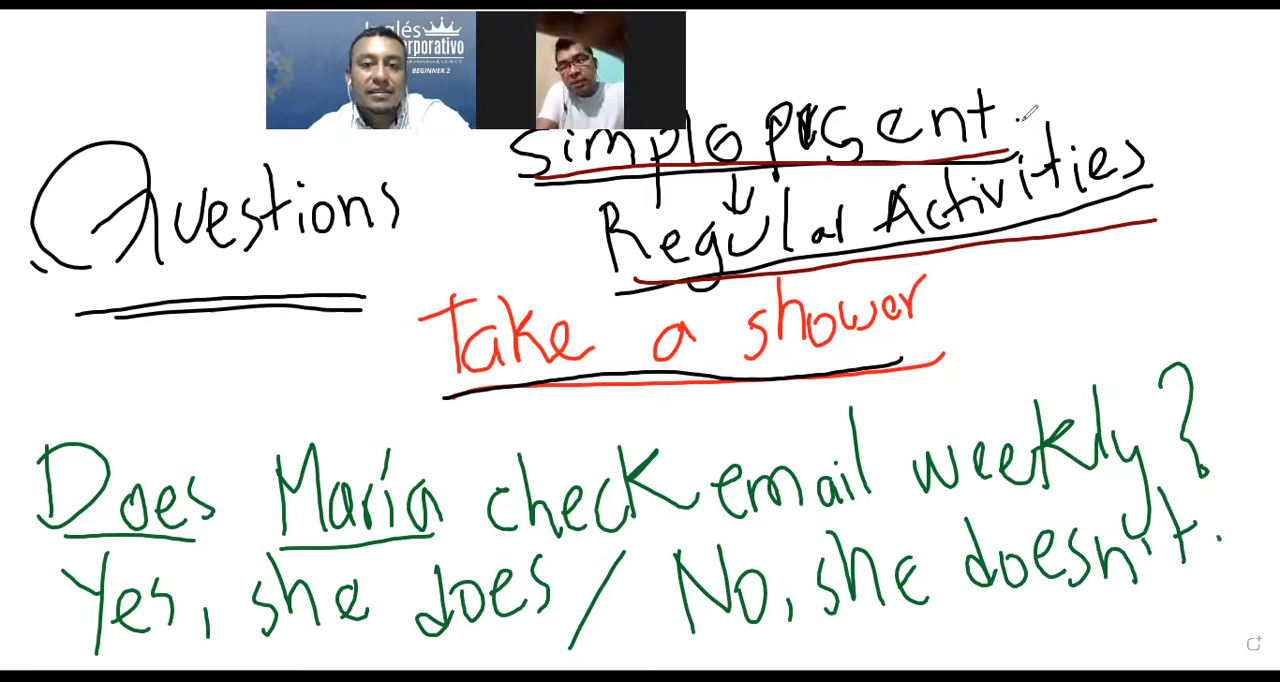 Inglés
Corporativo
BEGINNER 2
Simple present
Questions
Regular Activities
Take a shower
Does María check email weekly?
Yes, she does / No, she doesn't.